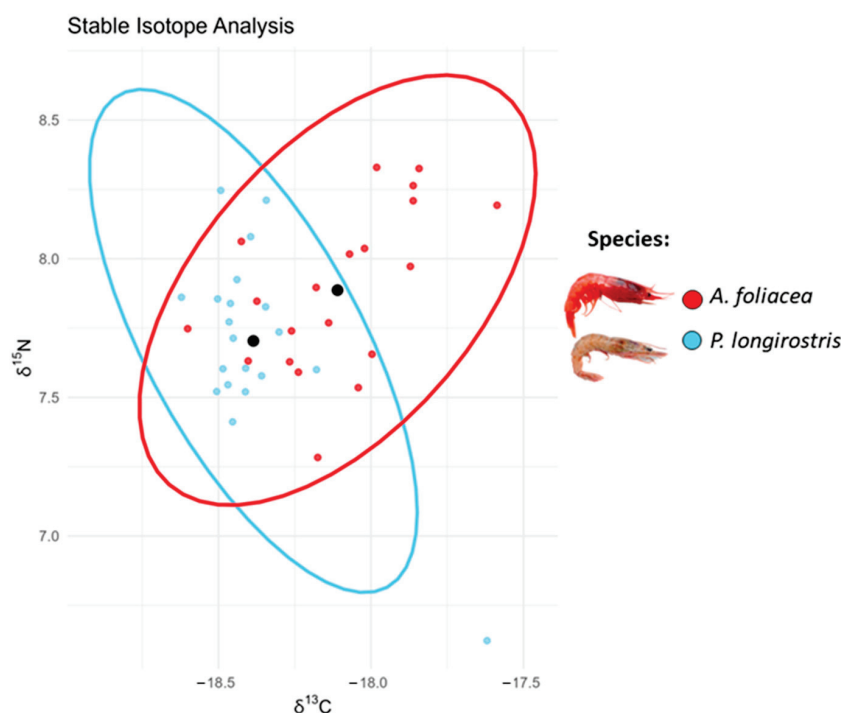 Stable Isotope Analysis
8.5
8.0
7.5
7.0
δ¹⁵N
−18.5 −18.0 −17.5
δ¹³C
Species:
A. foliacea
P. longirostris